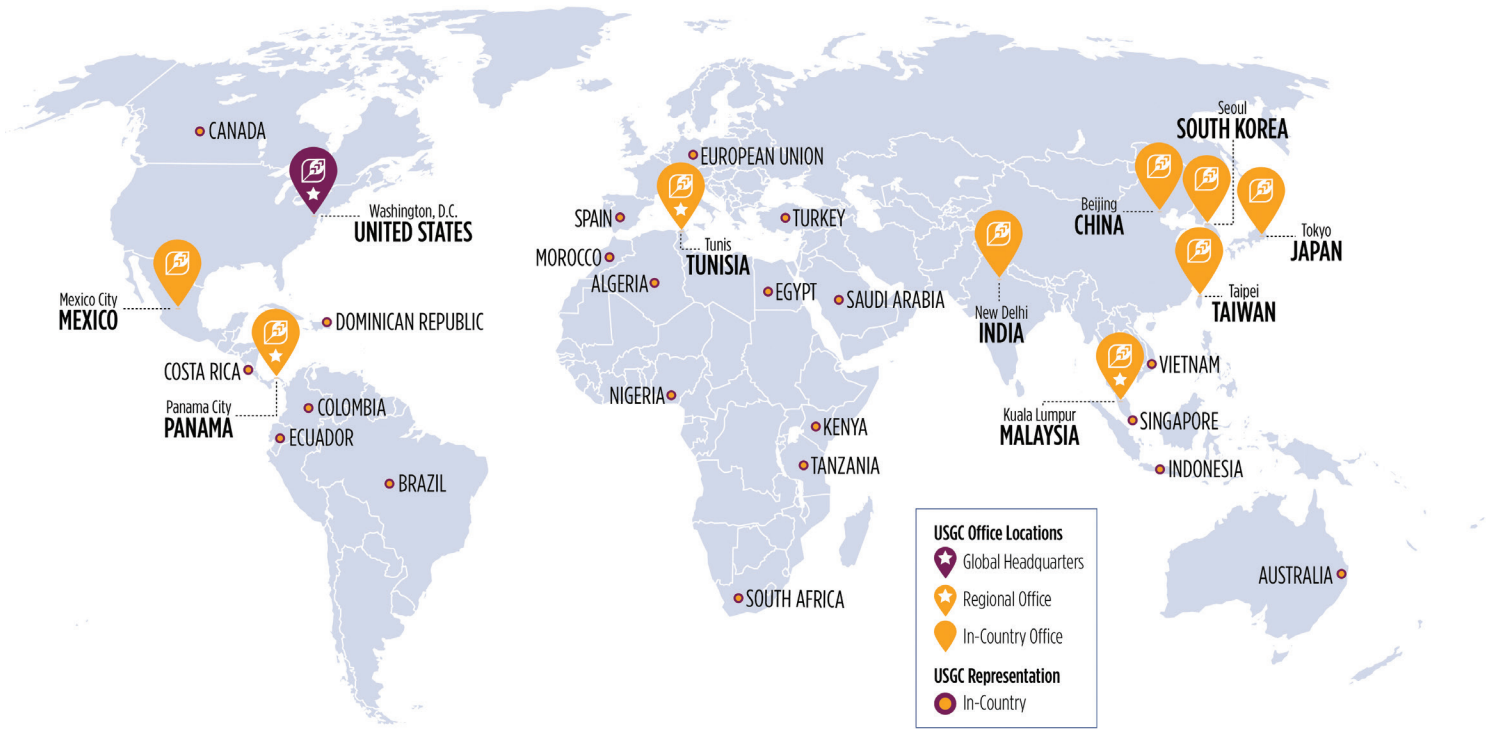 CANADA
Washington, D.C.
UNITED STATES
Mexico City
MEXICO
DOMINICAN REPUBLIC
COSTA RICA
Panama City
PANAMA
COLOMBIA
ECUADOR
BRAZIL
EUROPEAN UNION
SPAIN
TURKEY
MOROCCO
Tunis
TUNISIA
ALGERIA
EGYPT
SAUDI ARABIA
NIGERIA
KENYA
TANZANIA
SOUTH AFRICA
Seoul
SOUTH KOREA
Beijing
CHINA
Tokyo
JAPAN
New Delhi
INDIA
Taipei
TAIWAN
VIETNAM
Kuala Lumpur
MALAYSIA
SINGAPORE
INDONESIA
AUSTRALIA
USGC Office Locations
Global Headquarters
Regional Office
In-Country Office
USGC Representation
In-Country